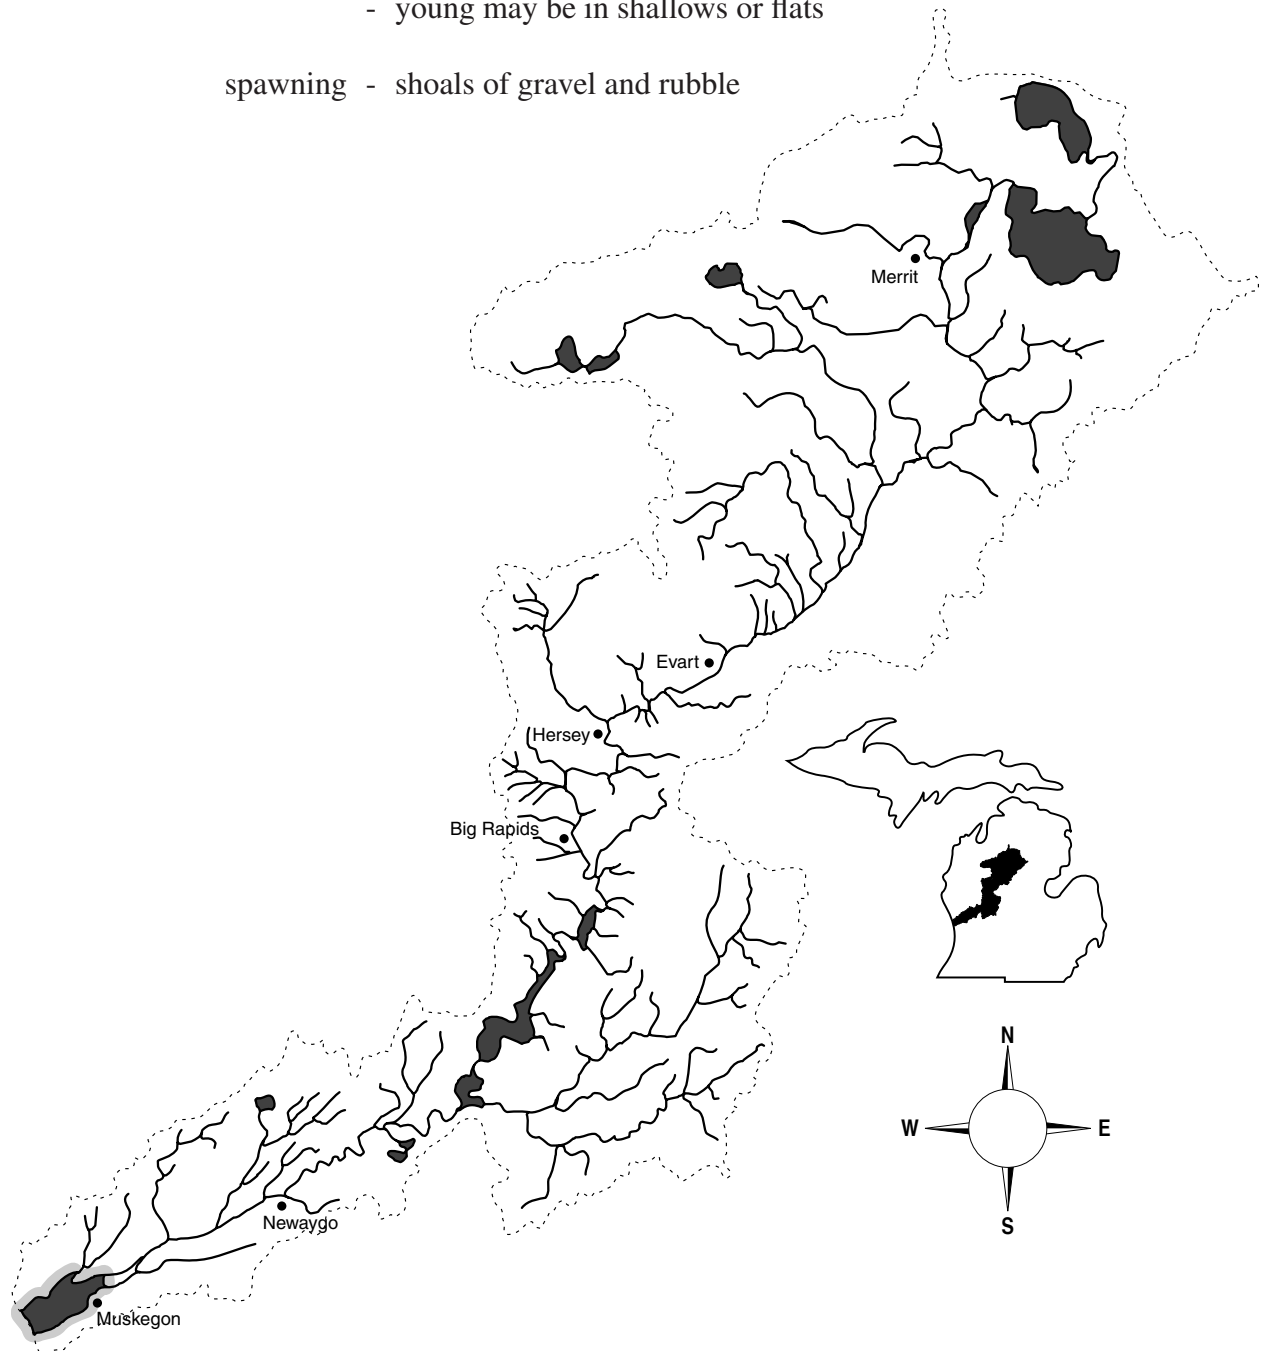 - young may be in shallows or flats
spawning - shoals of gravel and rubble
Merrit
Evart
Hersey
Big Rapids
N
W E
S
Newaygo
Muskegon